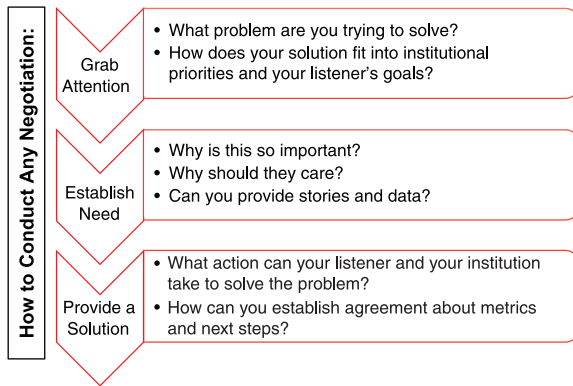 How to Conduct Any Negotiation:
Grab
Attention
• What problem are you trying to solve?
• How does your solution fit into institutional
priorities and your listener's goals?
Establish
Need
• Why is this so important?
• Why should they care?
• Can you provide stories and data?
Provide a
Solution
• What action can your listener and your institution
take to solve the problem?
• How can you establish agreement about metrics
and next steps?